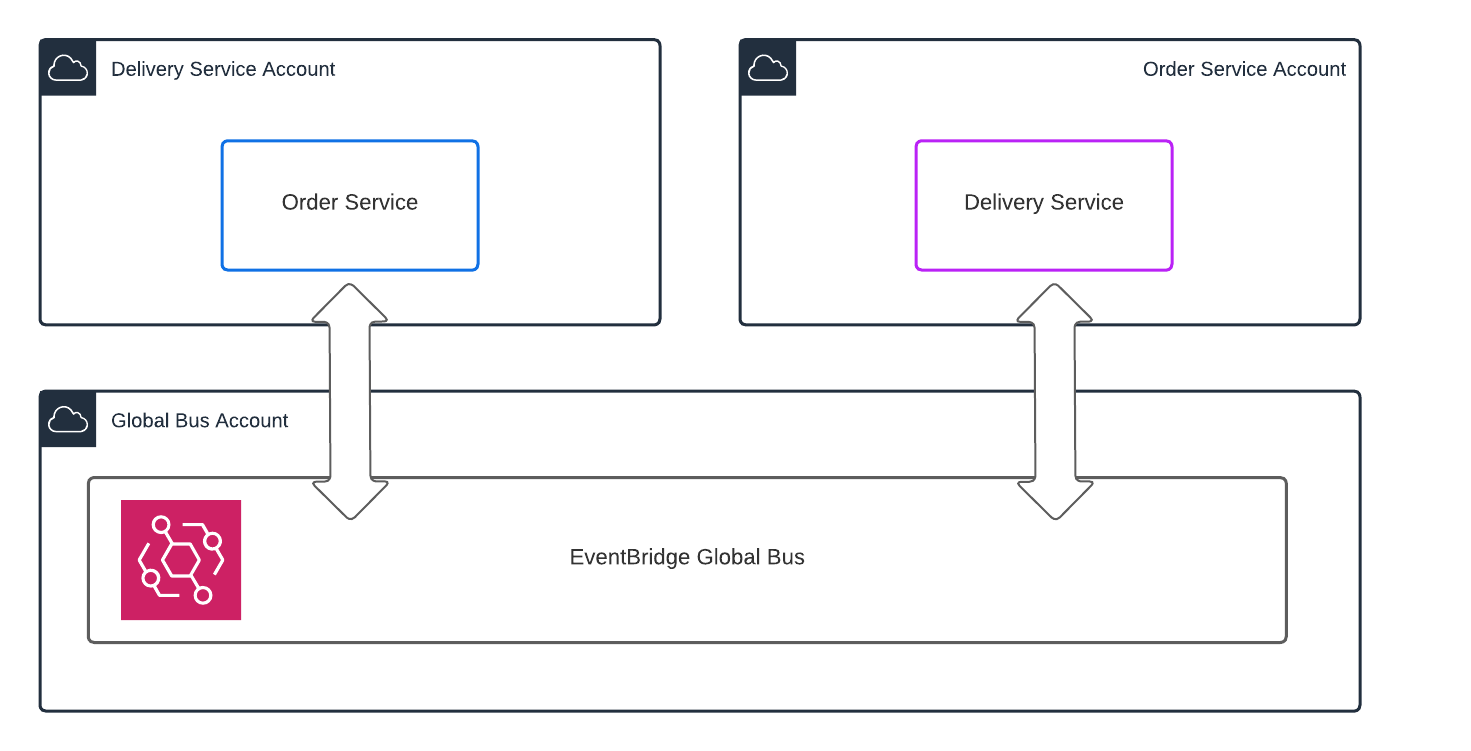 Delivery Service Account
Order Service Account
Order Service
Delivery Service
Global Bus Account
EventBridge Global Bus